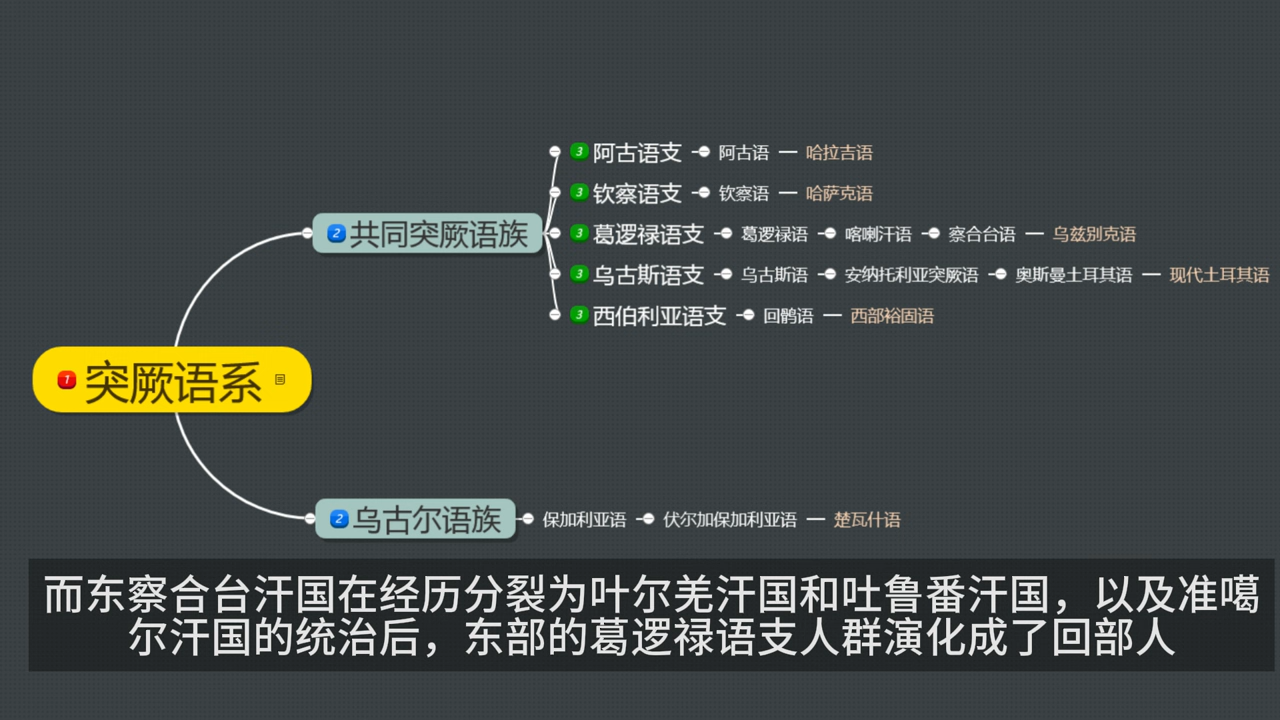 3 阿古语支 阿古语 哈拉吉语
3 钦察语支 钦察语 哈萨克语
2 共同突厥语族 3 葛逻禄语支 葛逻禄语 喀喇汗语 察合台语 乌兹别克语
3 乌古斯语支 乌古斯语 安纳托利亚突厥语 奥斯曼土耳其语 现代土耳其语
3 西伯利亚语支 回鹘语 西部裕固语
1 突厥语系
2 乌古尔语族 保加利亚语 伏尔加保加利亚语 楚瓦什语
而东察合台汗国在经历分裂为叶尔羌汗国和吐鲁番汗国，以及准噶
尔汗国的统治后，东部的葛逻禄语支人群演化成了回部人